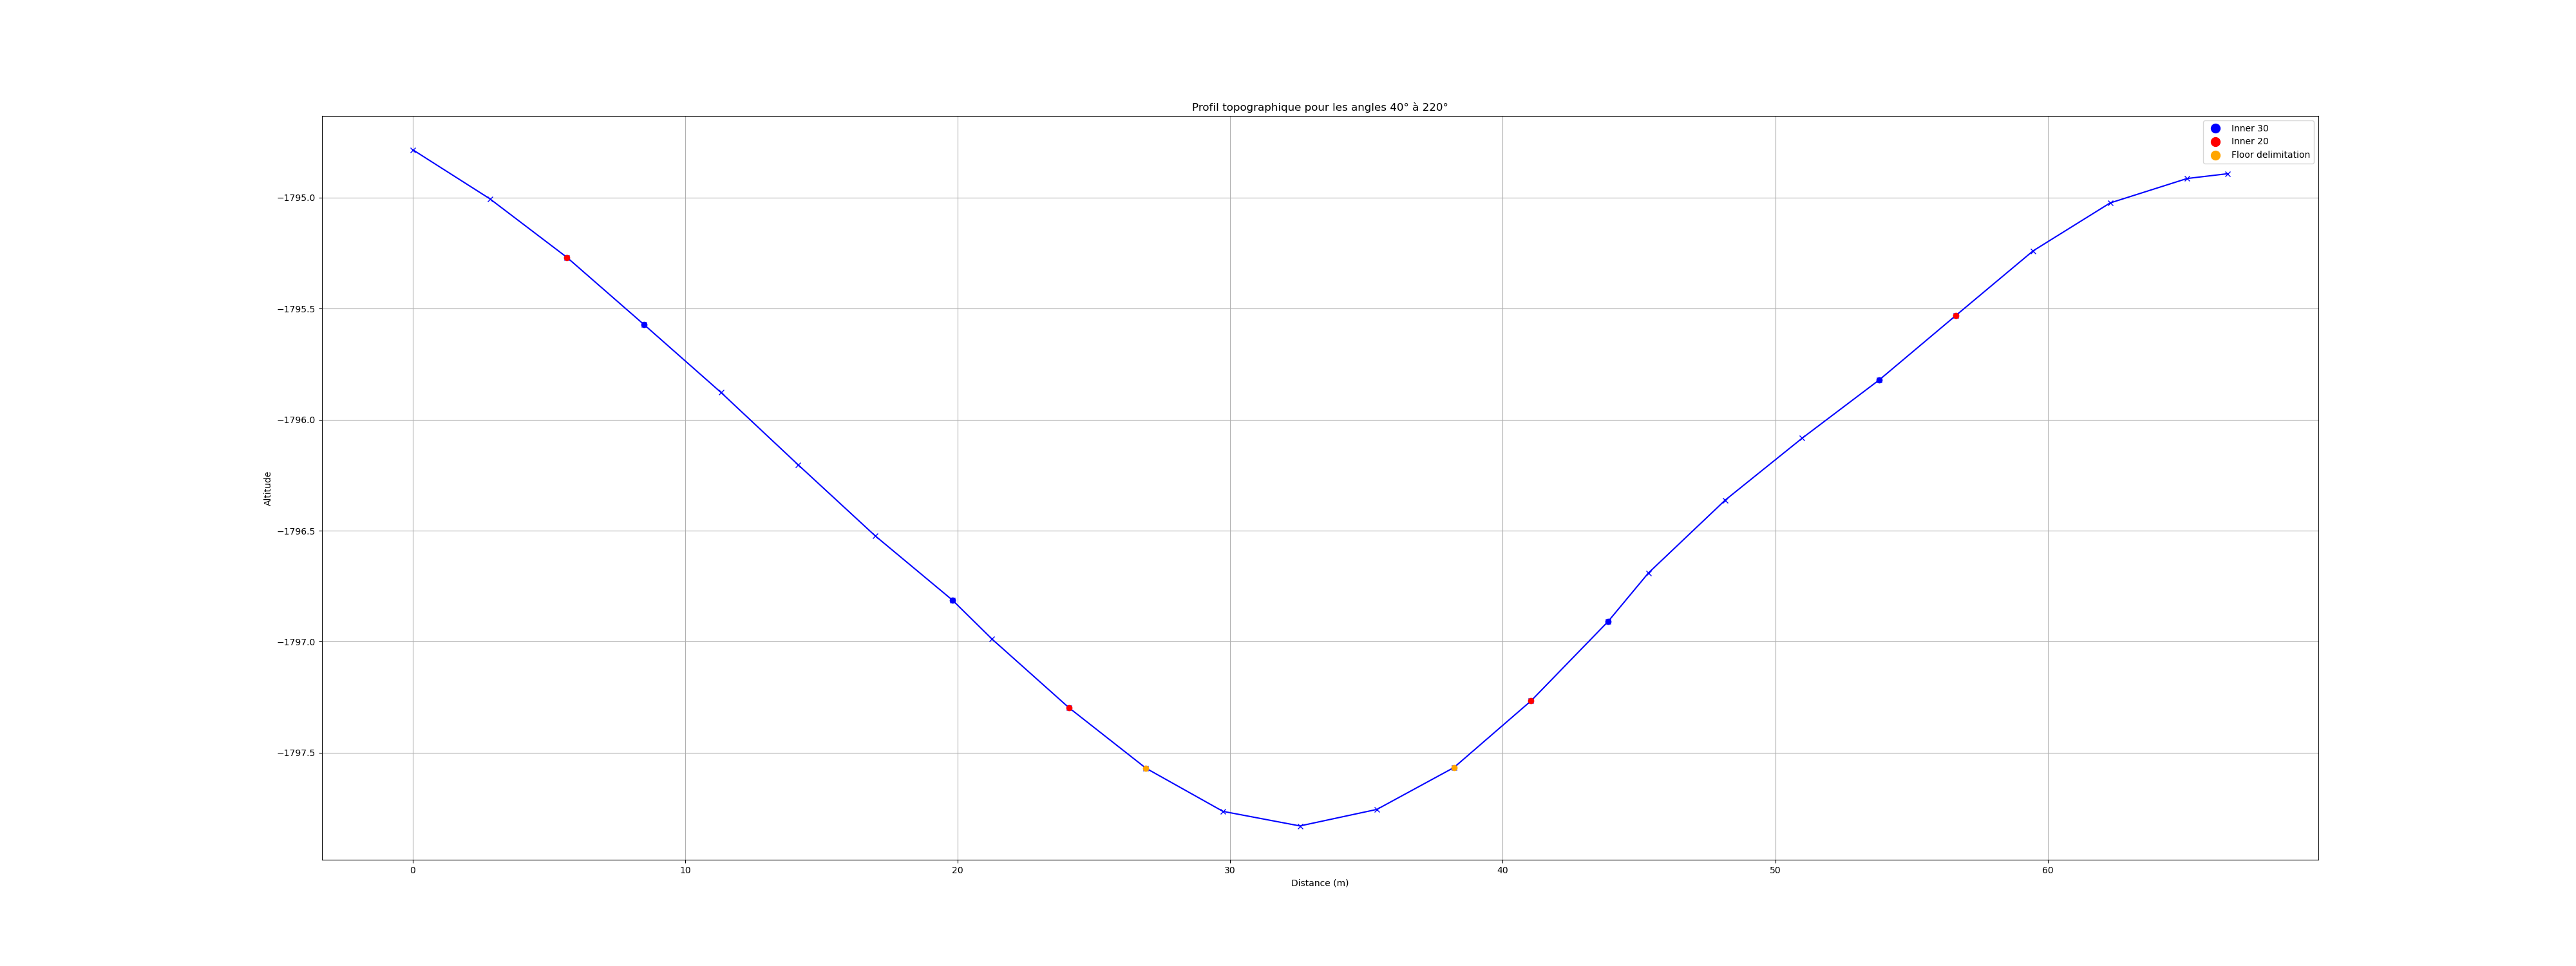 Profil topographique pour les angles 40° à 220°
Inner 30
Inner 20
Floor delimitation
−1795.0
−1795.5
−1796.0
−1796.5
−1797.0
−1797.5
Altitude
0 10 20 30 40 50 60
Distance (m)